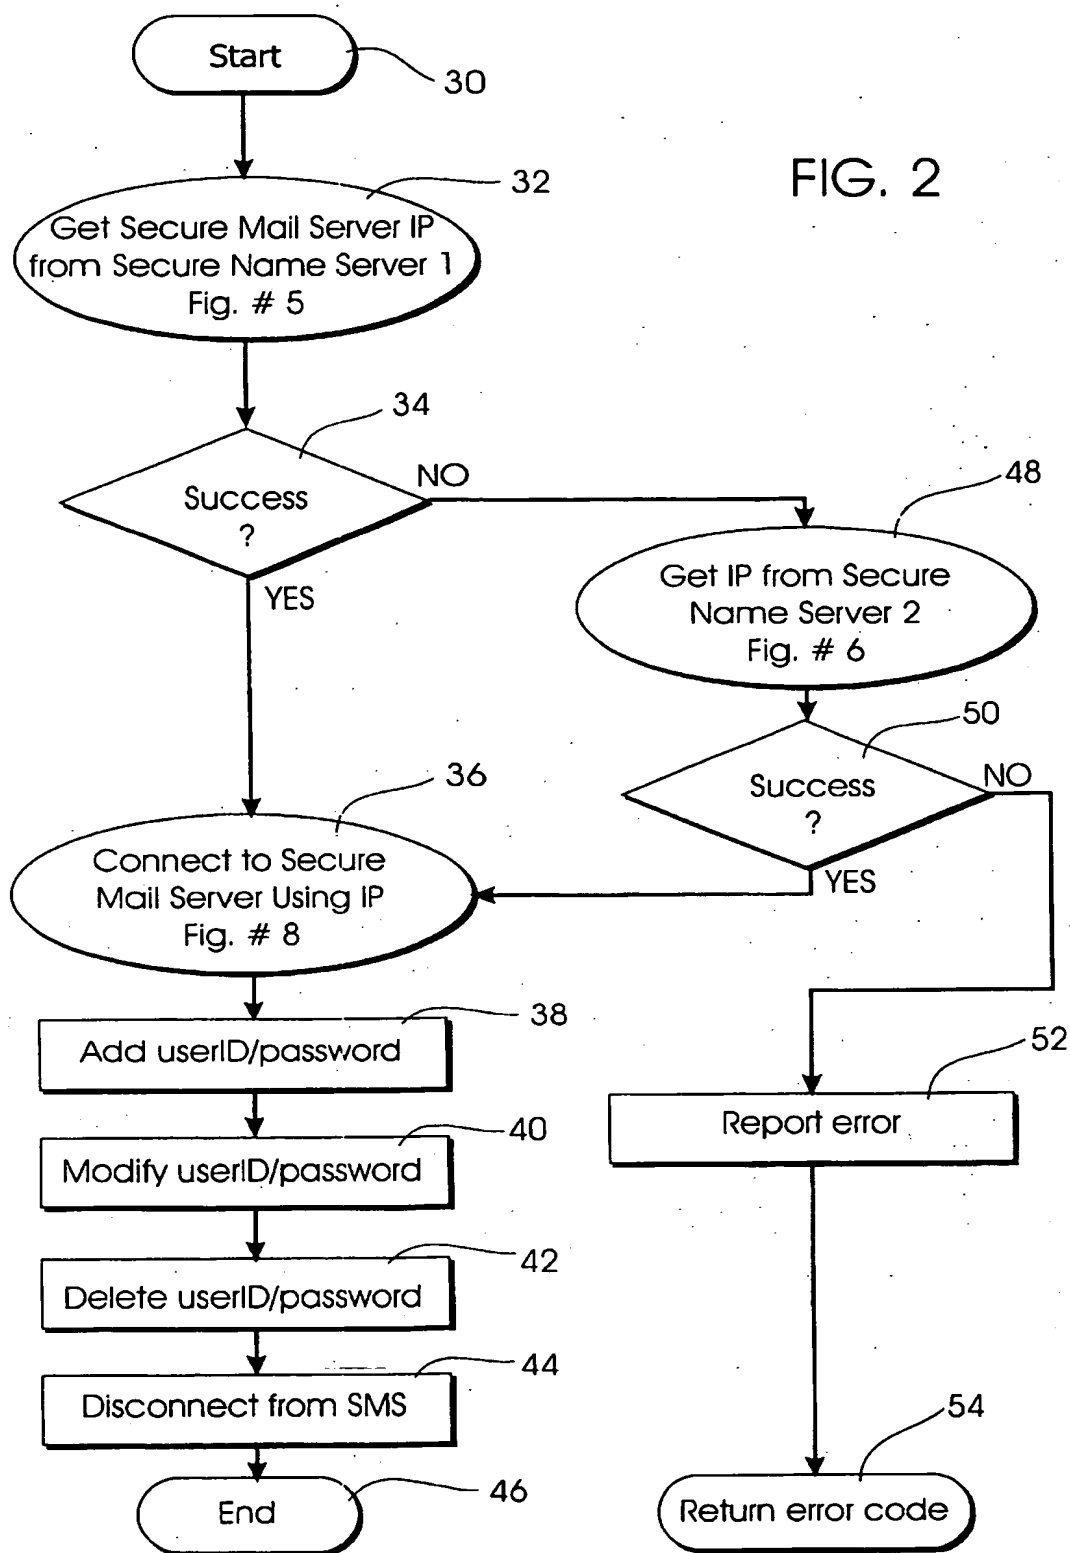 Start
30
FIG. 2
32
Get Secure Mail Server IP
from Secure Name Server 1
Fig. # 5
34
Success
?
NO
YES
48
Get IP from Secure
Name Server 2
Fig. # 6
50
Success
?
NO
YES
36
Connect to Secure
Mail Server Using IP
Fig. # 8
38
Add userID/password
40
Modify userID/password
42
Delete userID/password
44
Disconnect from SMS
46
End
52
Report error
54
Return error code